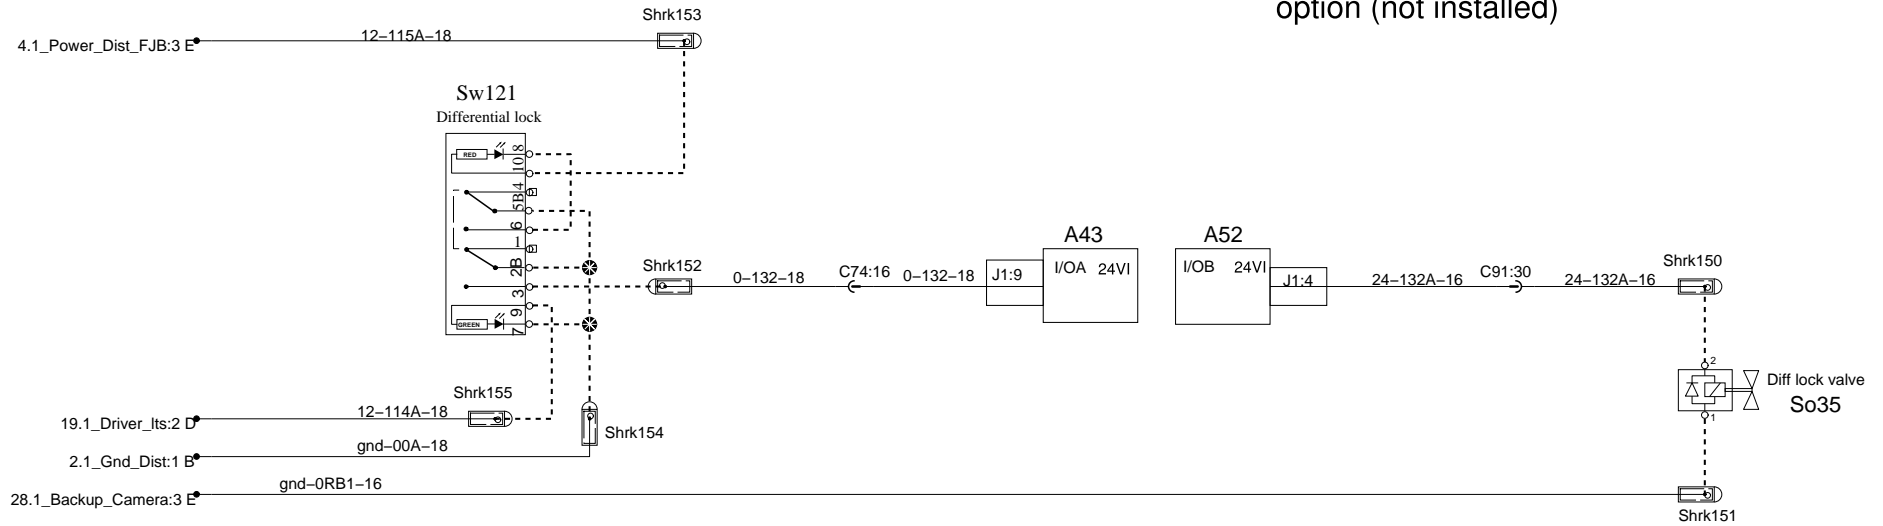 option (not installed)
Shrk153
4.1_Power_Dist_FJB:3 E
12-115A-18
Sw121
Differential lock
RED
8
10
4
5B
6
1
2B
3
9
7
GREEN
Shrk152
0-132-18
C74:16
0-132-18
J1:9
A43
I/OA 24VI
A52
I/OB 24VI
J1:4
24-132A-16
C91:30
24-132A-16
Shrk150
2
Diff lock valve
So35
1
Shrk155
12-114A-18
19.1_Driver_lts:2 D
Shrk154
gnd-00A-18
2.1_Gnd_Dist:1 B
gnd-0RB1-16
28.1_Backup_Camera:3 E
Shrk151